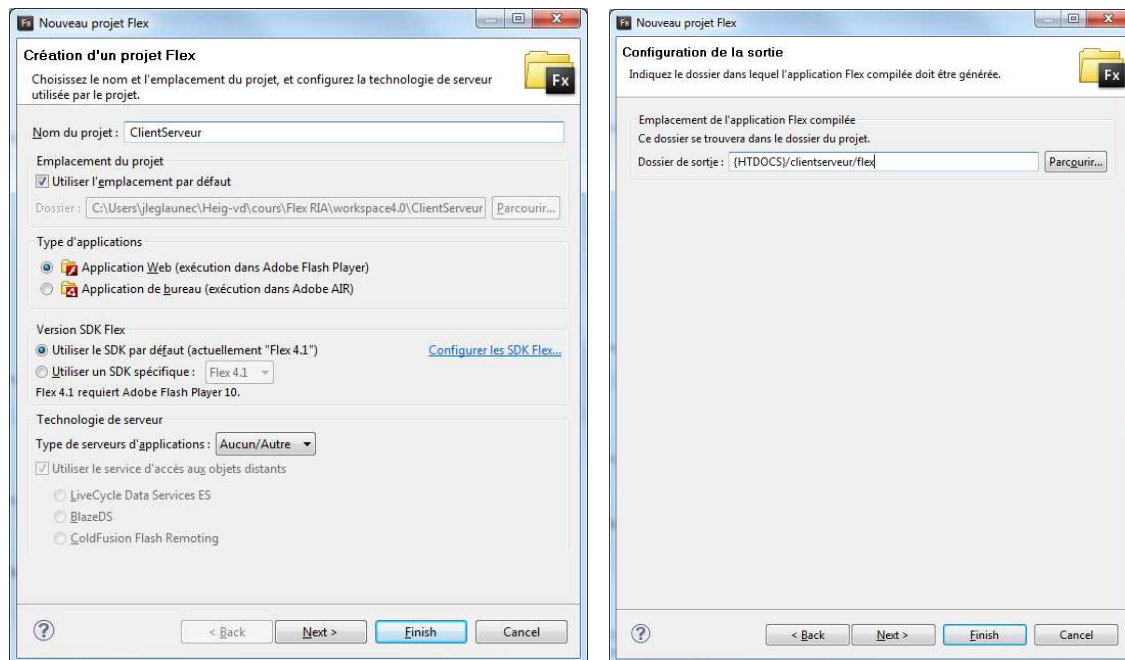 Nouveau projet Flex
Création d'un projet Flex
Choisissez le nom et l'emplacement du projet, et configurez la technologie de serveur
utilisée par le projet.
Fx
Nom du projet : ClientServeur
Emplacement du projet
Utiliser l'emplacement par défaut
Dossier : C:\Users\jleglaunec\Heig-vd\cours\Flex RIA\workspace4.0\ClientServeur Parcourir...
Type d'applications
Application Web (exécution dans Adobe Flash Player)
Application de bureau (exécution dans Adobe AIR)
Version SDK Flex
Utiliser le SDK par défaut (actuellement "Flex 4.1") Configurer les SDK Flex...
Utiliser un SDK spécifique : Flex 4.1
Flex 4.1 requiert Adobe Flash Player 10.
Technologie de serveur
Type de serveurs d'applications : Aucun/Autre
Utiliser le service d'accès aux objets distants
LiveCycle Data Services ES
BlazeDS
ColdFusion Flash Remoting
? < Back Next > Finish Cancel
Nouveau projet Flex
Configuration de la sortie
Indiquez le dossier dans lequel l'application Flex compilée doit être générée.
Fx
Emplacement de l'application Flex compilée
Ce dossier se trouvera dans le dossier du projet.
Dossier de sortie : {HTDOCS}/clientserveur/flex Parcourir...
? < Back Next > Finish Cancel